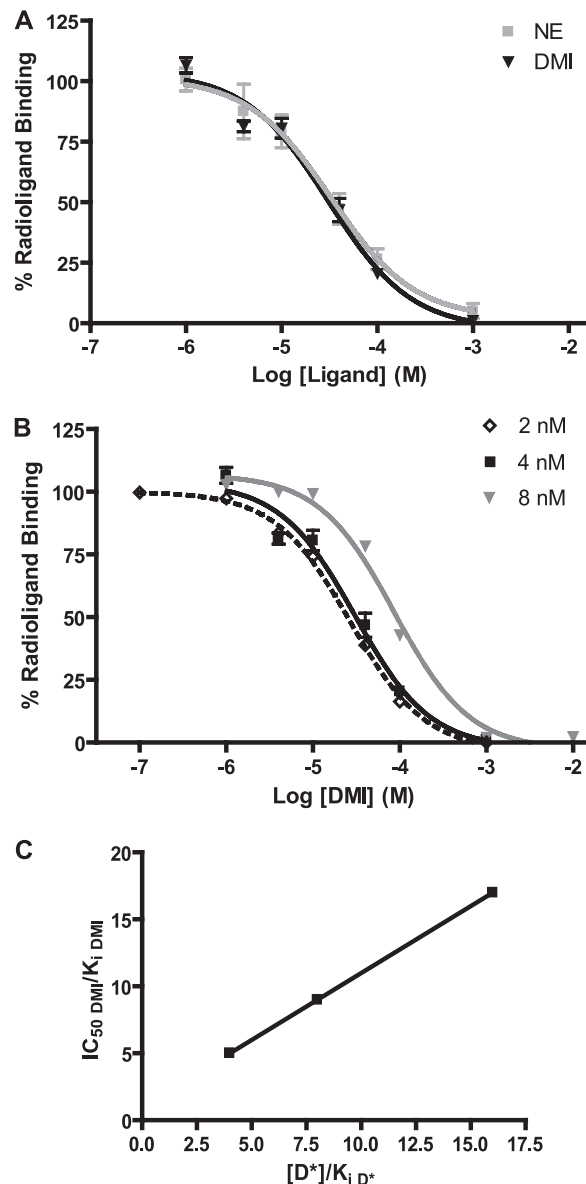 A
NE
DMI
% Radioligand Binding
125
100
75
50
25
0
-7 -6 -5 -4 -3 -2
Log [Ligand] (M)
B
2 nM
4 nM
8 nM
% Radioligand Binding
125
100
75
50
25
0
-7 -6 -5 -4 -3 -2
Log [DMI] (M)
C
IC50 DMI/Ki DMI
20
15
10
5
0
0.0 2.5 5.0 7.5 10.0 12.5 15.0 17.5
[D*]/Ki D*